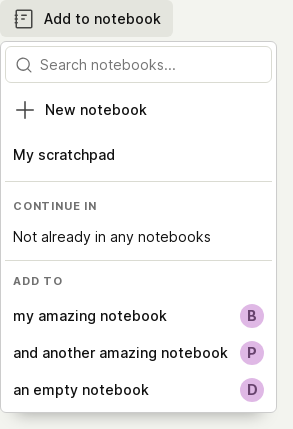 Add to notebook
Search notebooks...
New notebook
My scratchpad
CONTINUE IN
Not already in any notebooks
ADD TO
my amazing notebook B
and another amazing notebook P
an empty notebook D